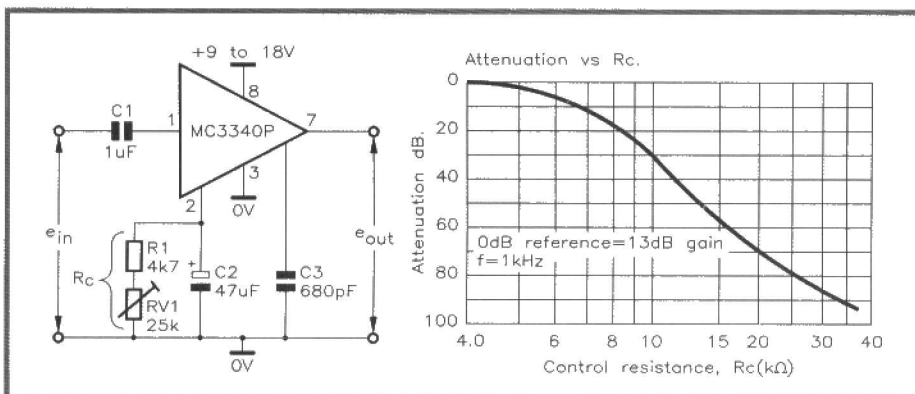 +9 to 18V
8
C1
1uF
1
MC3340P
7
3
0V
2
ein
eout
Rc
R1
4k7
RV1
25k
+
C2
47uF
C3
680pF
0V
Attenuation vs Rc.
Attenuation dB.
0
20
40
60
80
100
0dB reference=13dB gain
f=1kHz
4.0
6
8
10
15
20
30
40
Control resistance, Rc(kΩ)